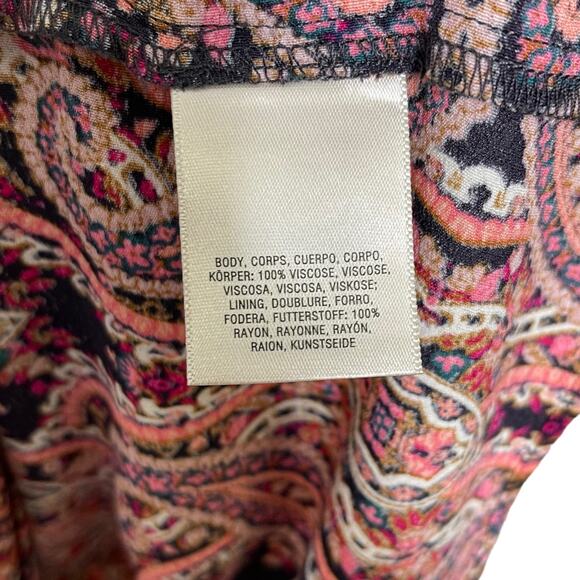 BODY, CORPS, CUERPO, CORPO,
KÖRPER: 100% VISCOSE, VISCOSE,
VISCOSA, VISCOSA, VISKOSE;
LINING, DOUBLURE, FORRO,
FODERA, FUTTERSTOFF: 100%
RAYON, RAYONNE, RAYÓN,
RAION, KUNSTSEIDE